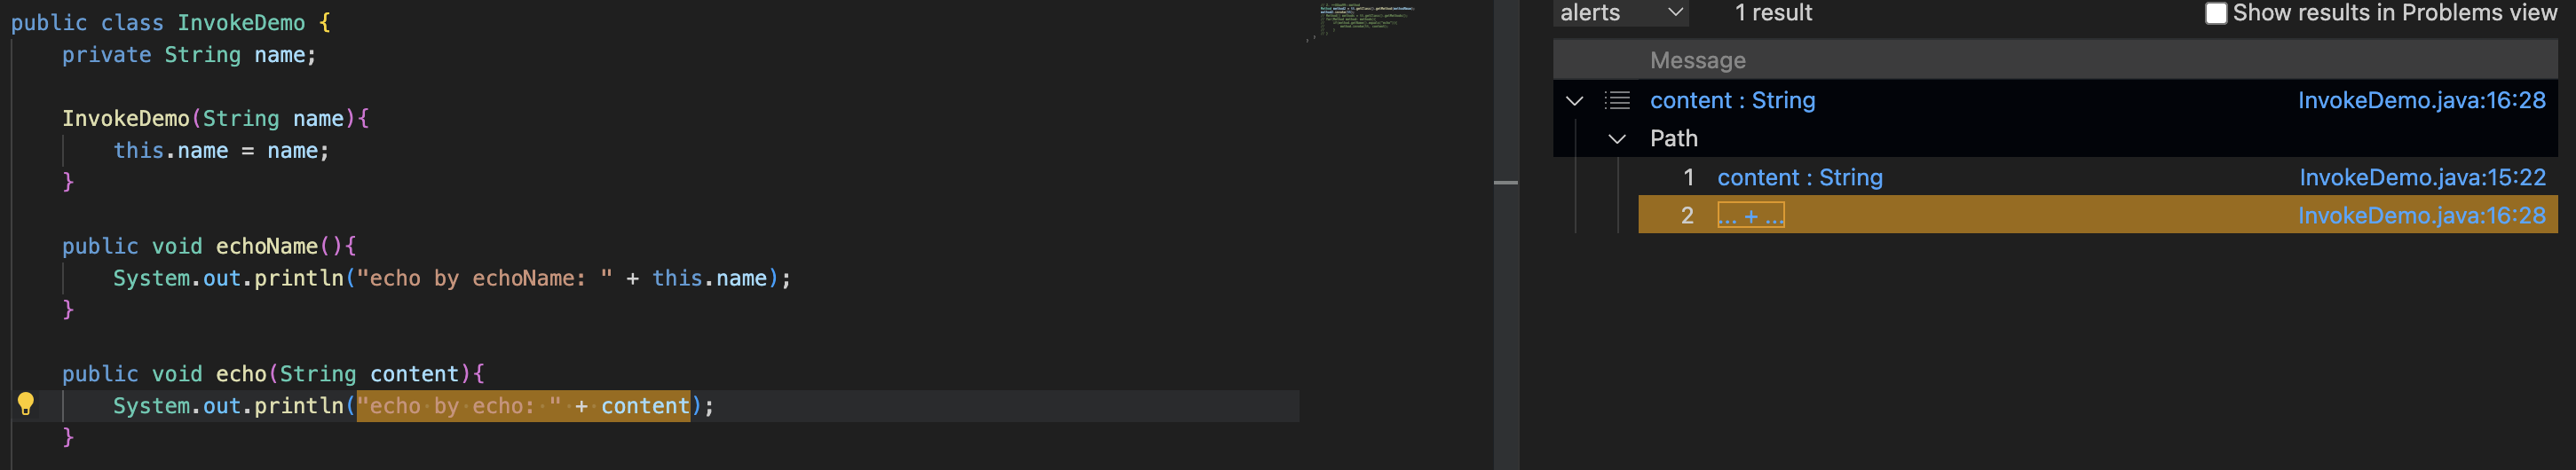 public class InvokeDemo {
    private String name;
    InvokeDemo(String name){
        this.name = name;
    }
    public void echoName(){
        System.out.println("echo by echoName: " + this.name);
    }
    public void echo(String content){
        System.out.println("echo by echo: " + content);
    }
alerts 1 result Show results in Problems view
Message
content : String InvokeDemo.java:16:28
Path
1 content : String InvokeDemo.java:15:22
2 ... + ... InvokeDemo.java:16:28